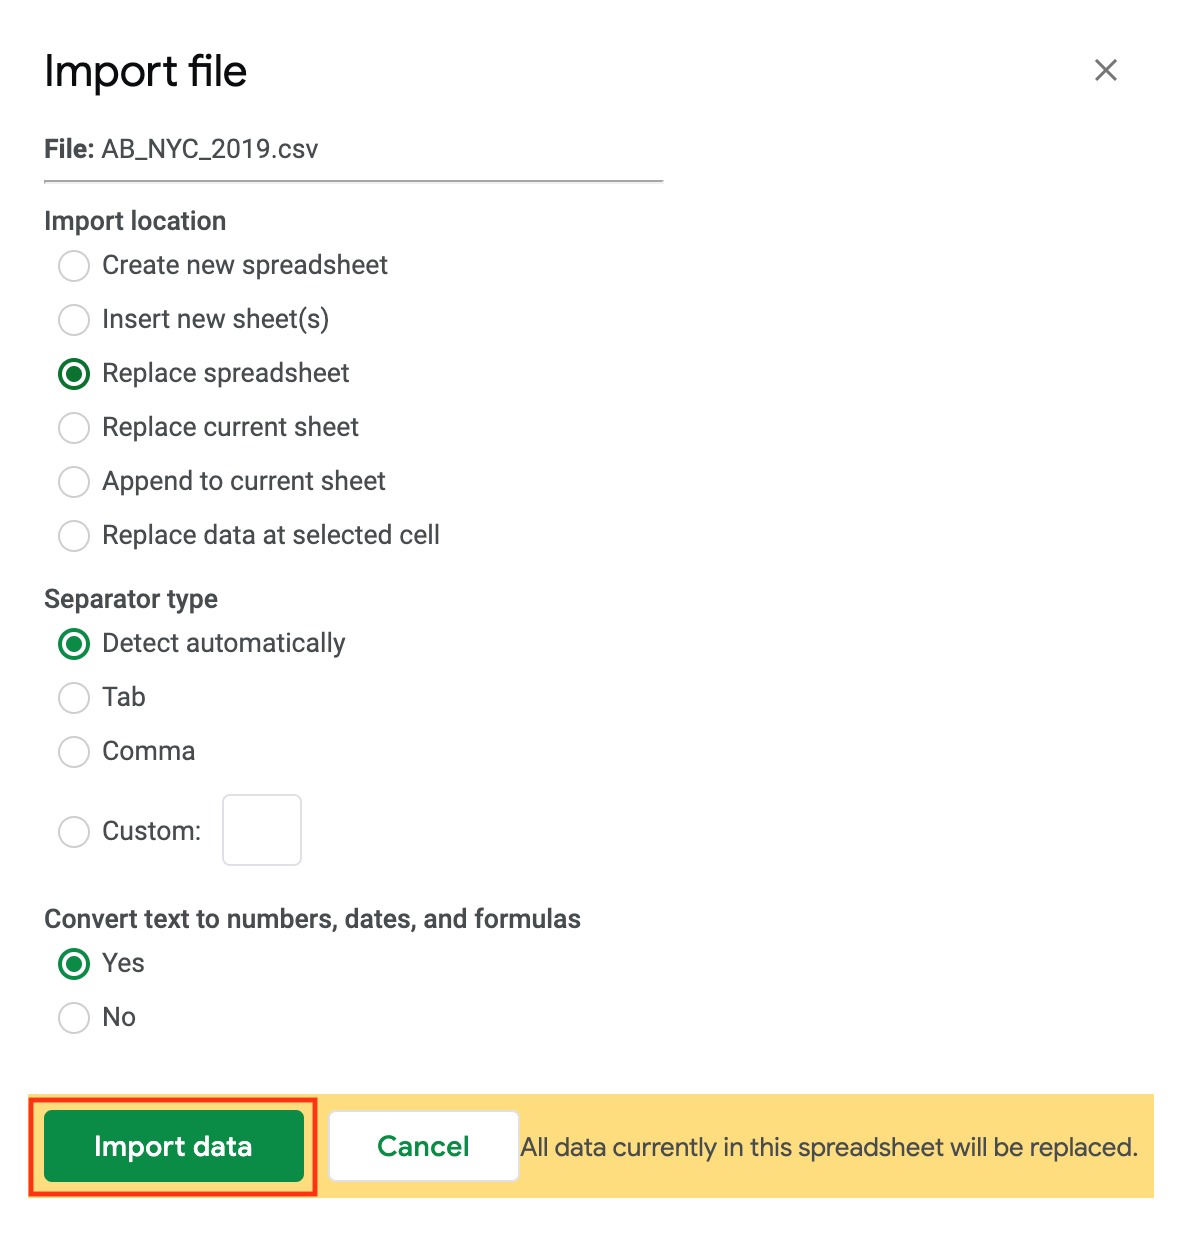 Import file
File: AB_NYC_2019.csv
Import location
Create new spreadsheet
Insert new sheet(s)
Replace spreadsheet
Replace current sheet
Append to current sheet
Replace data at selected cell
Separator type
Detect automatically
Tab
Comma
Custom:
Convert text to numbers, dates, and formulas
Yes
No
Import data Cancel All data currently in this spreadsheet will be replaced.